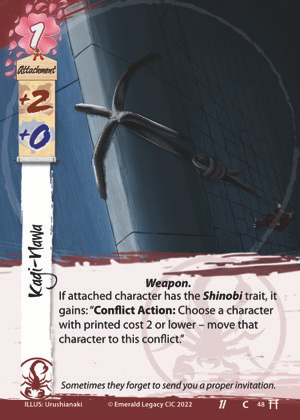 1
Attachment
+2
+0
Kagi-Nawa
Weapon.
If attached character has the Shinobi trait, it
gains: “Conflict Action: Choose a character
with printed cost 2 or lower – move that
character to this conflict.”
Sometimes they forget to send you a proper invitation.
ILLUS: Urushianaki
© Emerald Legacy CIC 2022
C
48